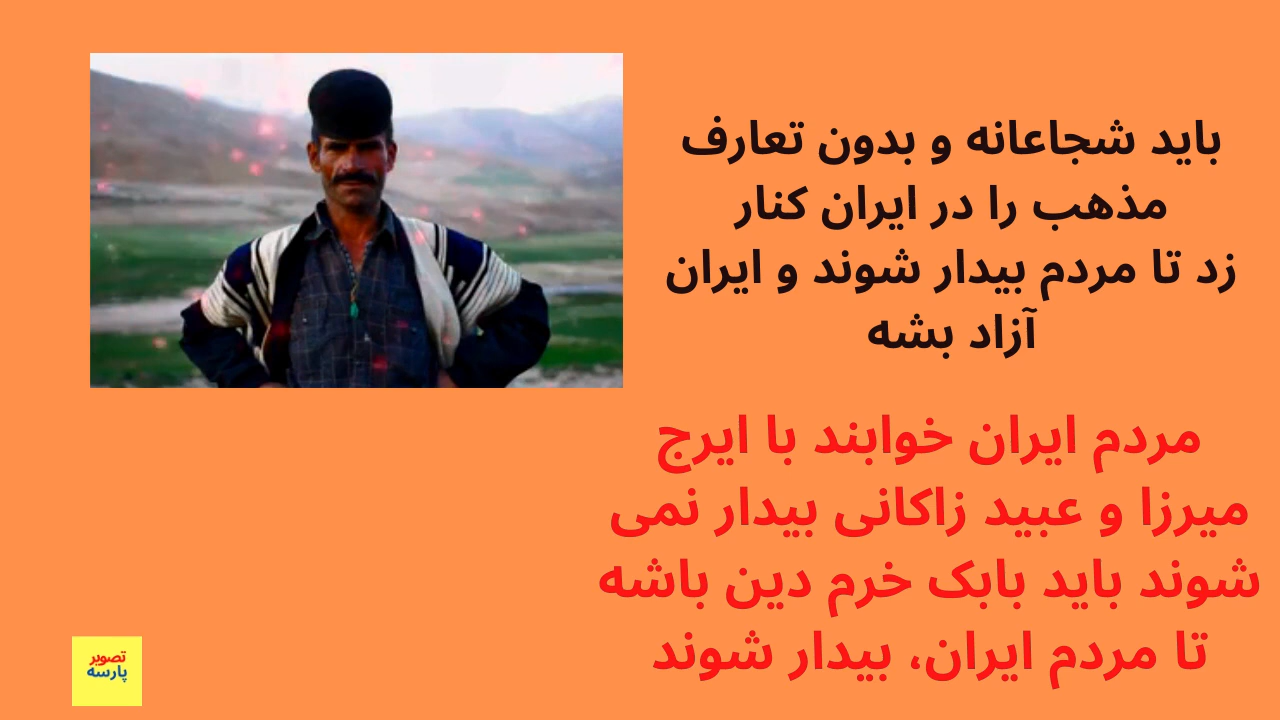 باید شجاعانه و بدون تعارف
مذهب را در ایران کنار
زد تا مردم بیدار شوند و ایران
آزاد بشه
مردم ایران خوابند با ایرج
میرزا و عبید زاکانی بیدار نمی
شوند باید بابک خرم دین باشه
تا مردم ایران، بیدار شوند
تصویر
پارسه